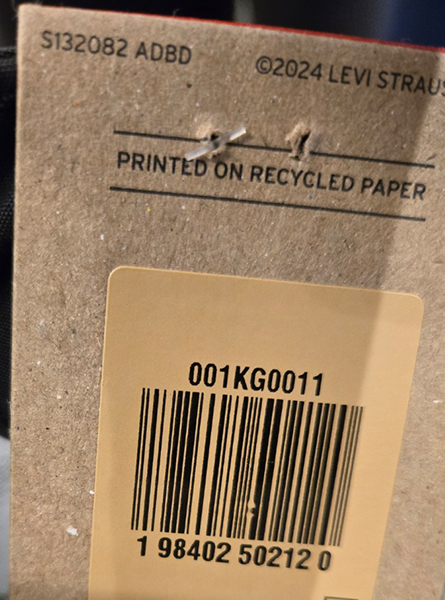 S132082 ADBD
©2024 LEVI STRAUS
PRINTED ON RECYCLED PAPER
001KG0011
1 98402 50212 0